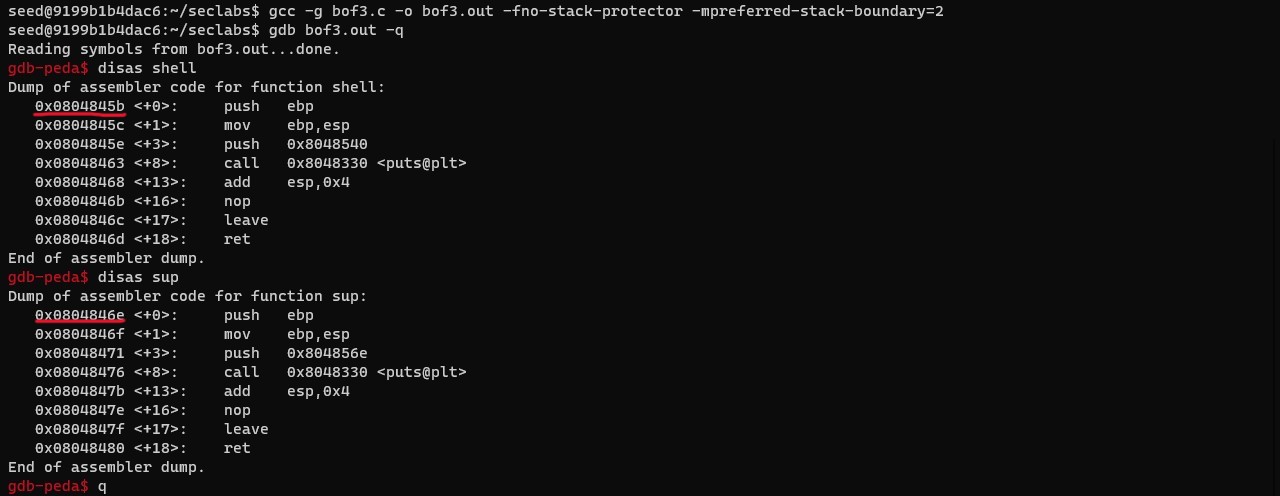 seed@9199b1b4dac6:~/seclabs$ gcc -g bof3.c -o bof3.out -fno-stack-protector -mpreferred-stack-boundary=2
seed@9199b1b4dac6:~/seclabs$ gdb bof3.out -q
Reading symbols from bof3.out...done.
gdb-peda$ disas shell
Dump of assembler code for function shell:
   0x0804845b <+0>:     push   ebp
   0x0804845c <+1>:     mov    ebp,esp
   0x0804845e <+3>:     push   0x8048540
   0x08048463 <+8>:     call   0x8048330 <puts@plt>
   0x08048468 <+13>:    add    esp,0x4
   0x0804846b <+16>:    nop
   0x0804846c <+17>:    leave
   0x0804846d <+18>:    ret
End of assembler dump.
gdb-peda$ disas sup
Dump of assembler code for function sup:
   0x0804846e <+0>:     push   ebp
   0x0804846f <+1>:     mov    ebp,esp
   0x08048471 <+3>:     push   0x804856e
   0x08048476 <+8>:     call   0x8048330 <puts@plt>
   0x0804847b <+13>:    add    esp,0x4
   0x0804847e <+16>:    nop
   0x0804847f <+17>:    leave
   0x08048480 <+18>:    ret
End of assembler dump.
gdb-peda$ q